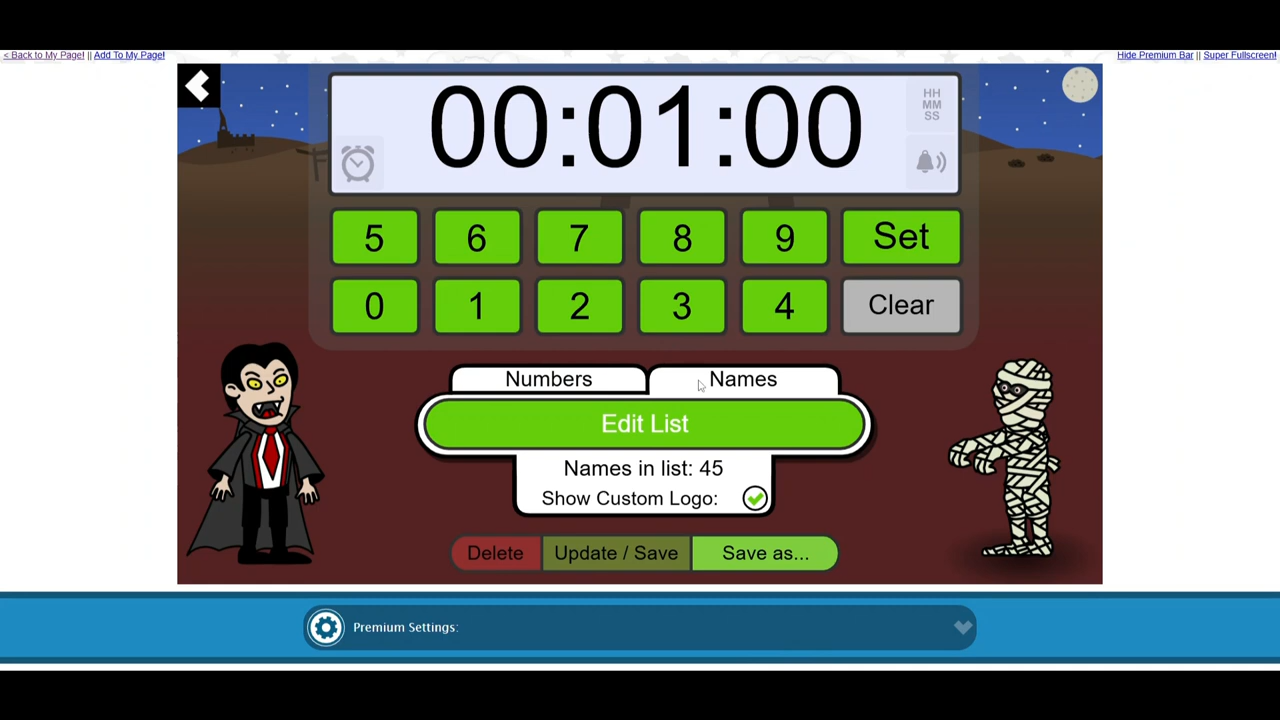 < Back to My Page! || Add To My Page!
Hide Premium Bar || Super Fullscreen!
00:01:00
HH
MM
SS
5 6 7 8 9 Set
0 1 2 3 4 Clear
Numbers Names
Edit List
Names in list: 45
Show Custom Logo:
Delete Update / Save Save as...
Premium Settings: